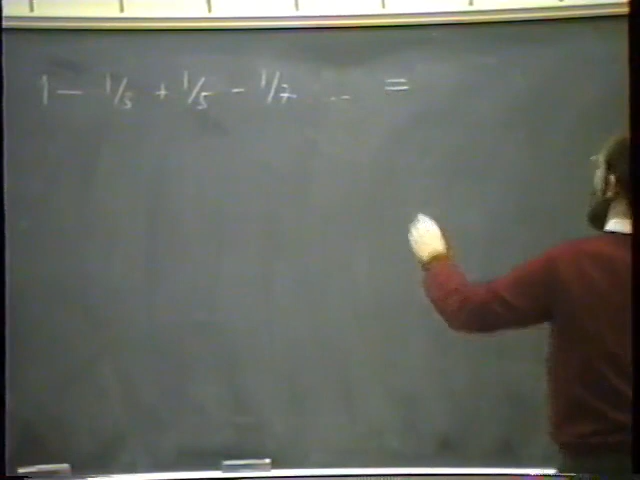 1 - 1/3 + 1/5 - 1/7 ... =